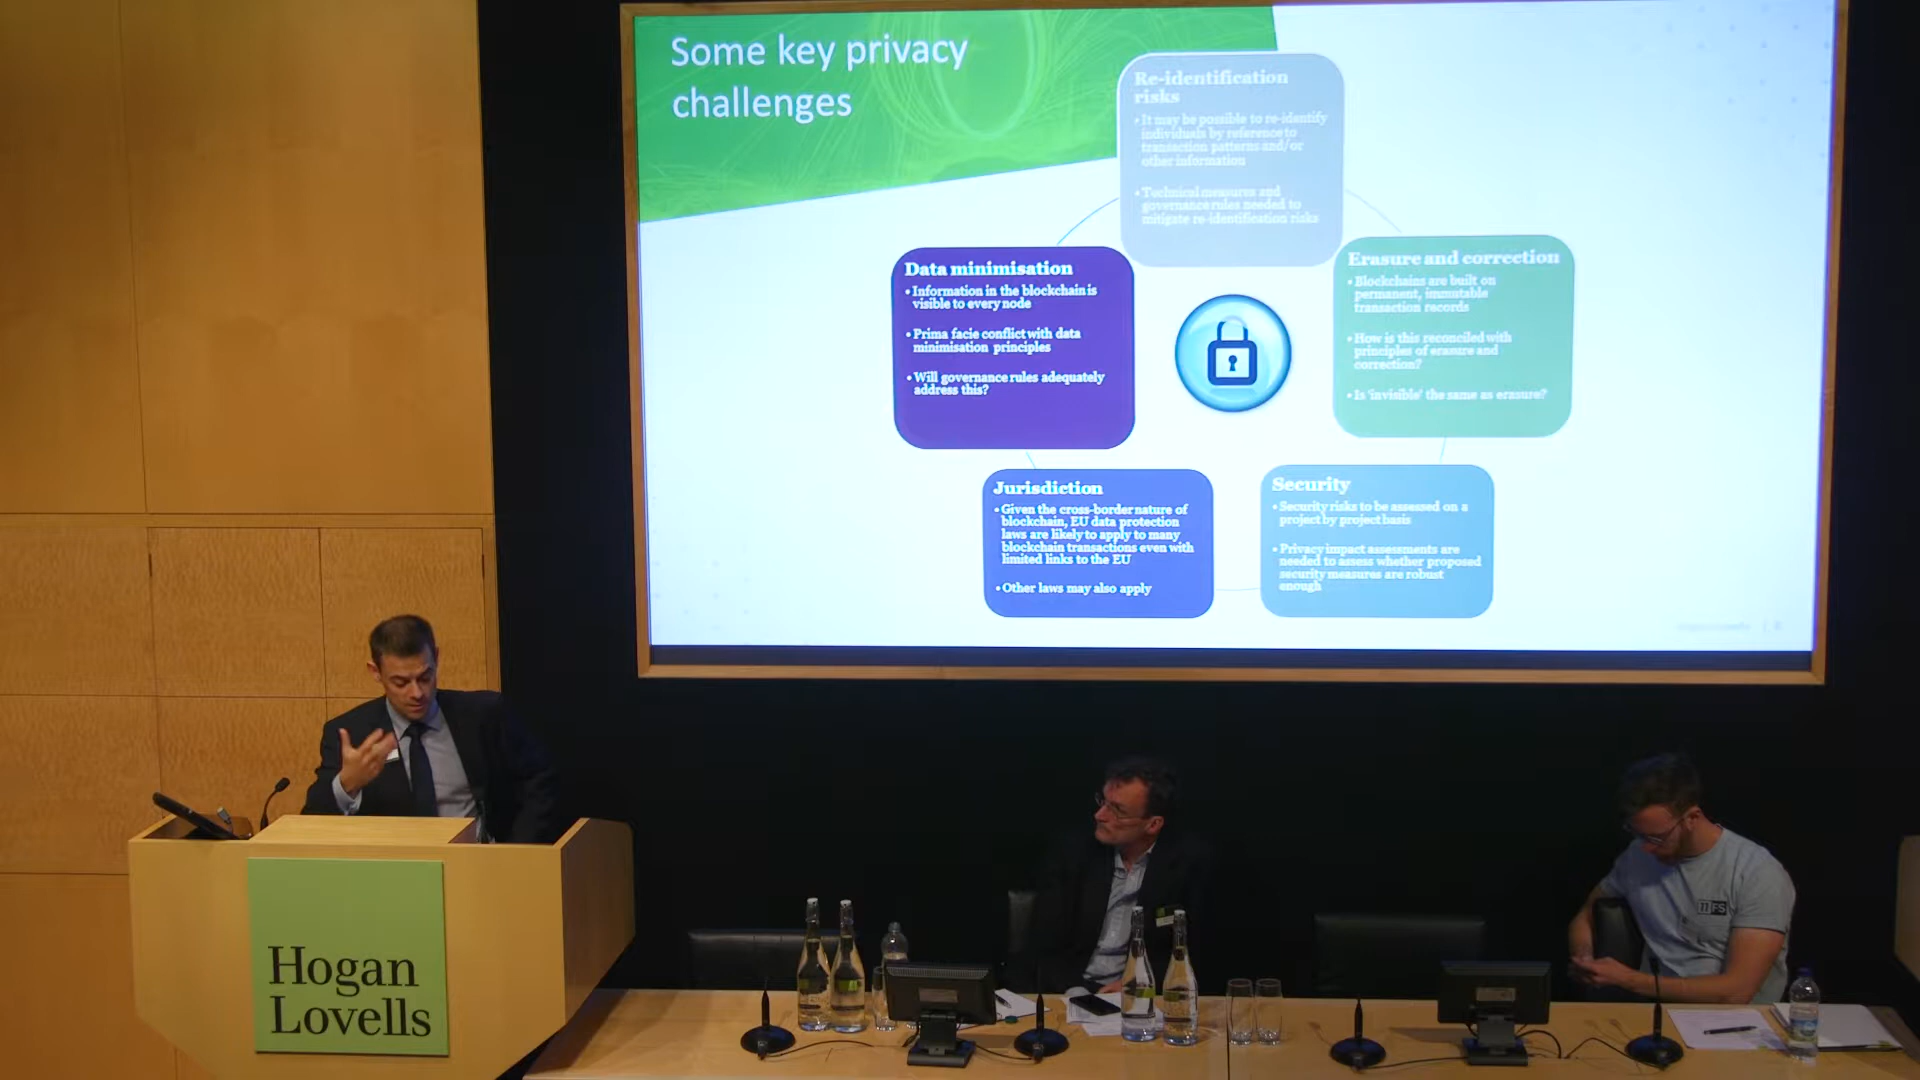 Some key privacy
challenges
Re-identification
risks
•It may be possible to re-identify
individuals by reference to
transaction patterns and/or
other information
•Technical measures and
governance rules needed to
mitigate re-identification risks
Data minimisation
•Information in the blockchain is
visible to every node
•Prima facie conflict with data
minimisation principles
•Will governance rules adequately
address this?
Erasure and correction
•Blockchains are built on
permanent, immutable
transaction records
•How is this reconciled with
principles of erasure and
correction?
•Is 'invisible' the same as erasure?
Jurisdiction
•Given the cross-border nature of
blockchain, EU data protection
laws are likely to apply to many
blockchain transactions even with
limited links to the EU
•Other laws may also apply
Security
•Security risks to be assessed on a
project by project basis
•Privacy impact assessments are
needed to assess whether proposed
security measures are robust
enough
Hogan
Lovells